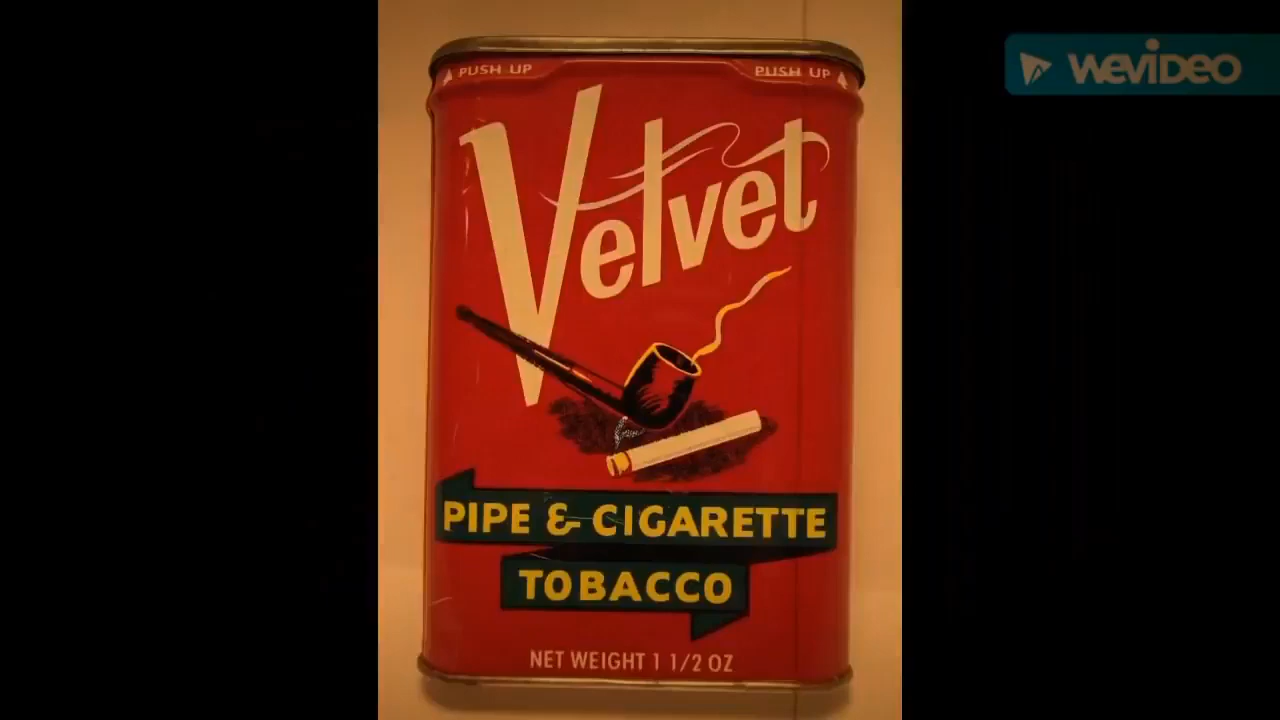 WEVIDEO
PUSH UP PUSH UP
Velvet
PIPE & CIGARETTE
TOBACCO
NET WEIGHT 1 1/2 OZ